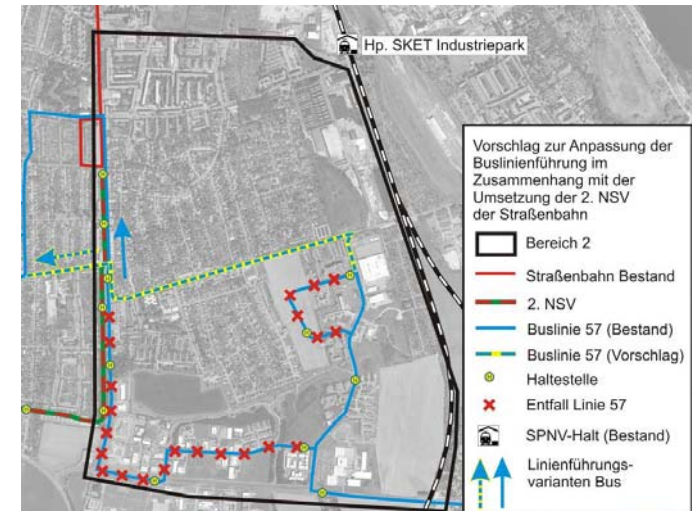 Hp. SKET Industriepark
Vorschlag zur Anpassung der
Buslinienführung im
Zusammenhang mit der
Umsetzung der 2. NSV
der Straßenbahn
Bereich 2
Straßenbahn Bestand
2. NSV
Buslinie 57 (Bestand)
Buslinie 57 (Vorschlag)
Haltestelle
Entfall Linie 57
SPNV-Halt (Bestand)
Linienführungs-
varianten Bus